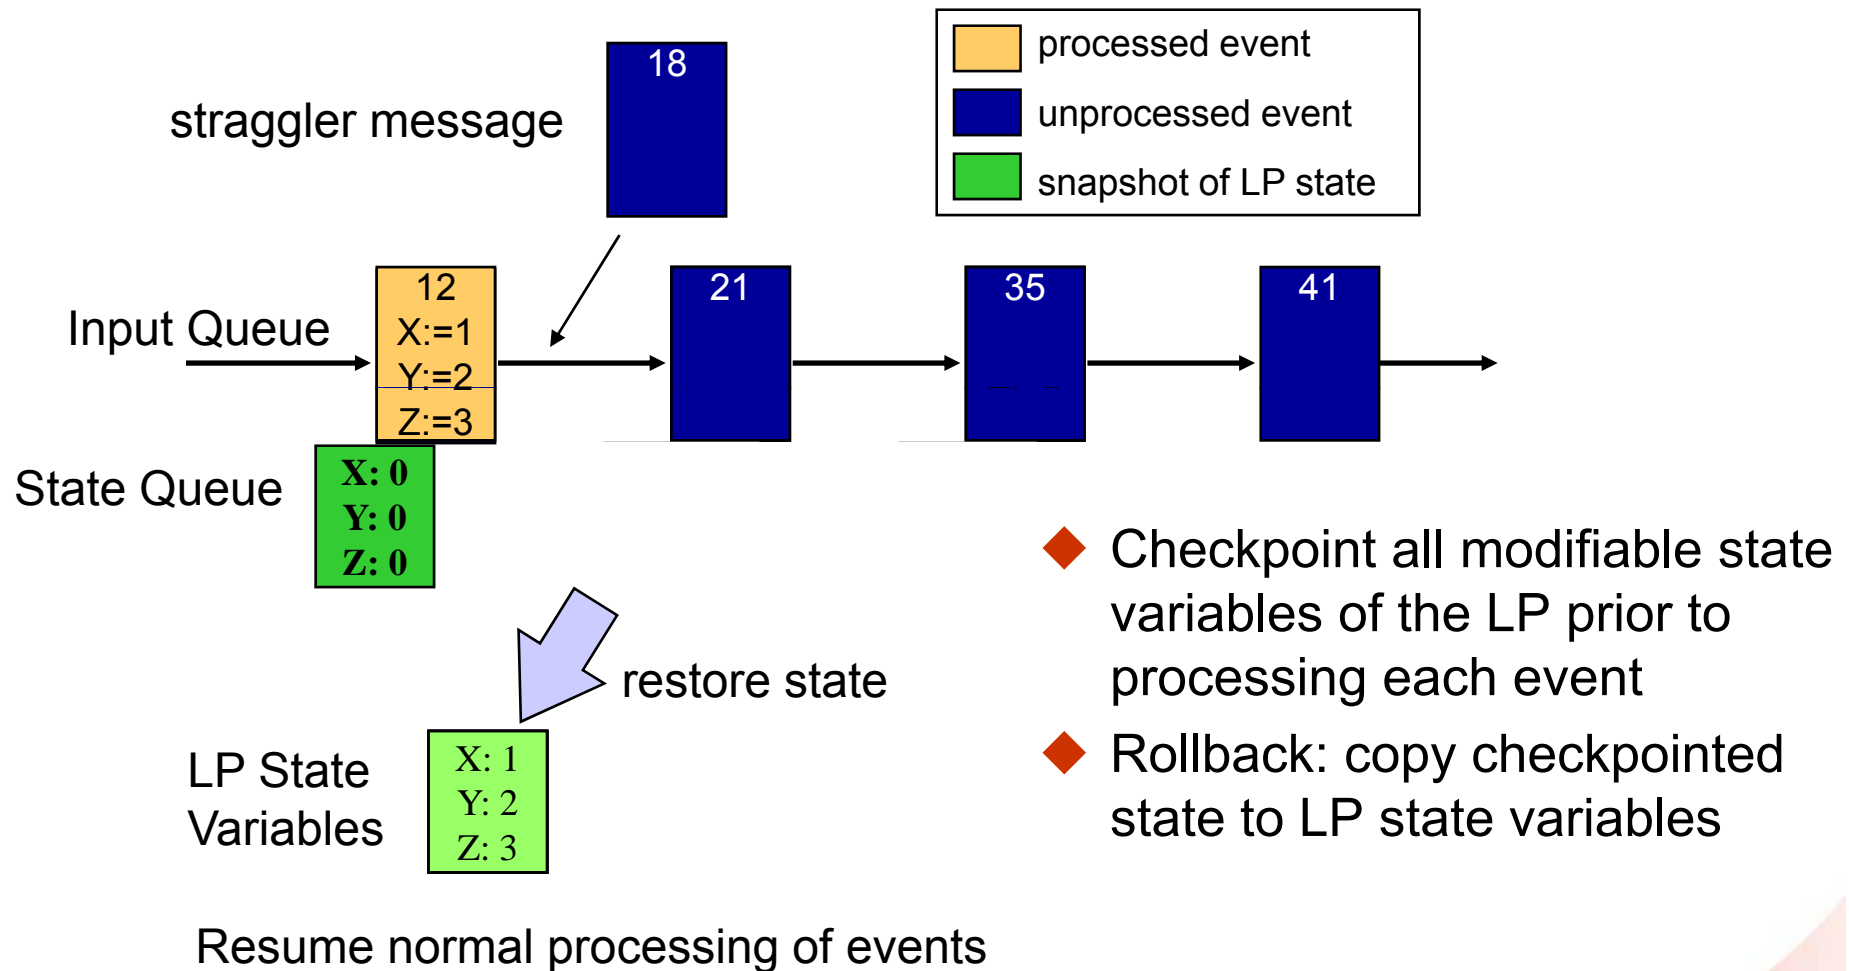 18
straggler message
processed event
unprocessed event
snapshot of LP state
Input Queue
12
X:=1
Y:=2
Z:=3
21
35
41
State Queue
X: 0
Y: 0
Z: 0
restore state
LP State
Variables
X: 1
Y: 2
Z: 3
Checkpoint all modifiable state
variables of the LP prior to
processing each event
Rollback: copy checkpointed
state to LP state variables
Resume normal processing of events